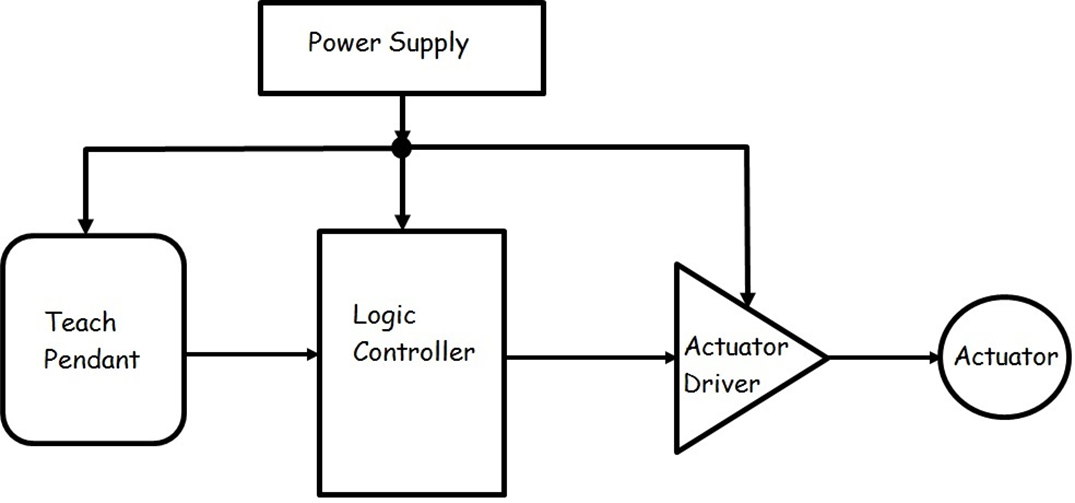 Power Supply
Teach
Pendant
Logic
Controller
Actuator
Driver
Actuator